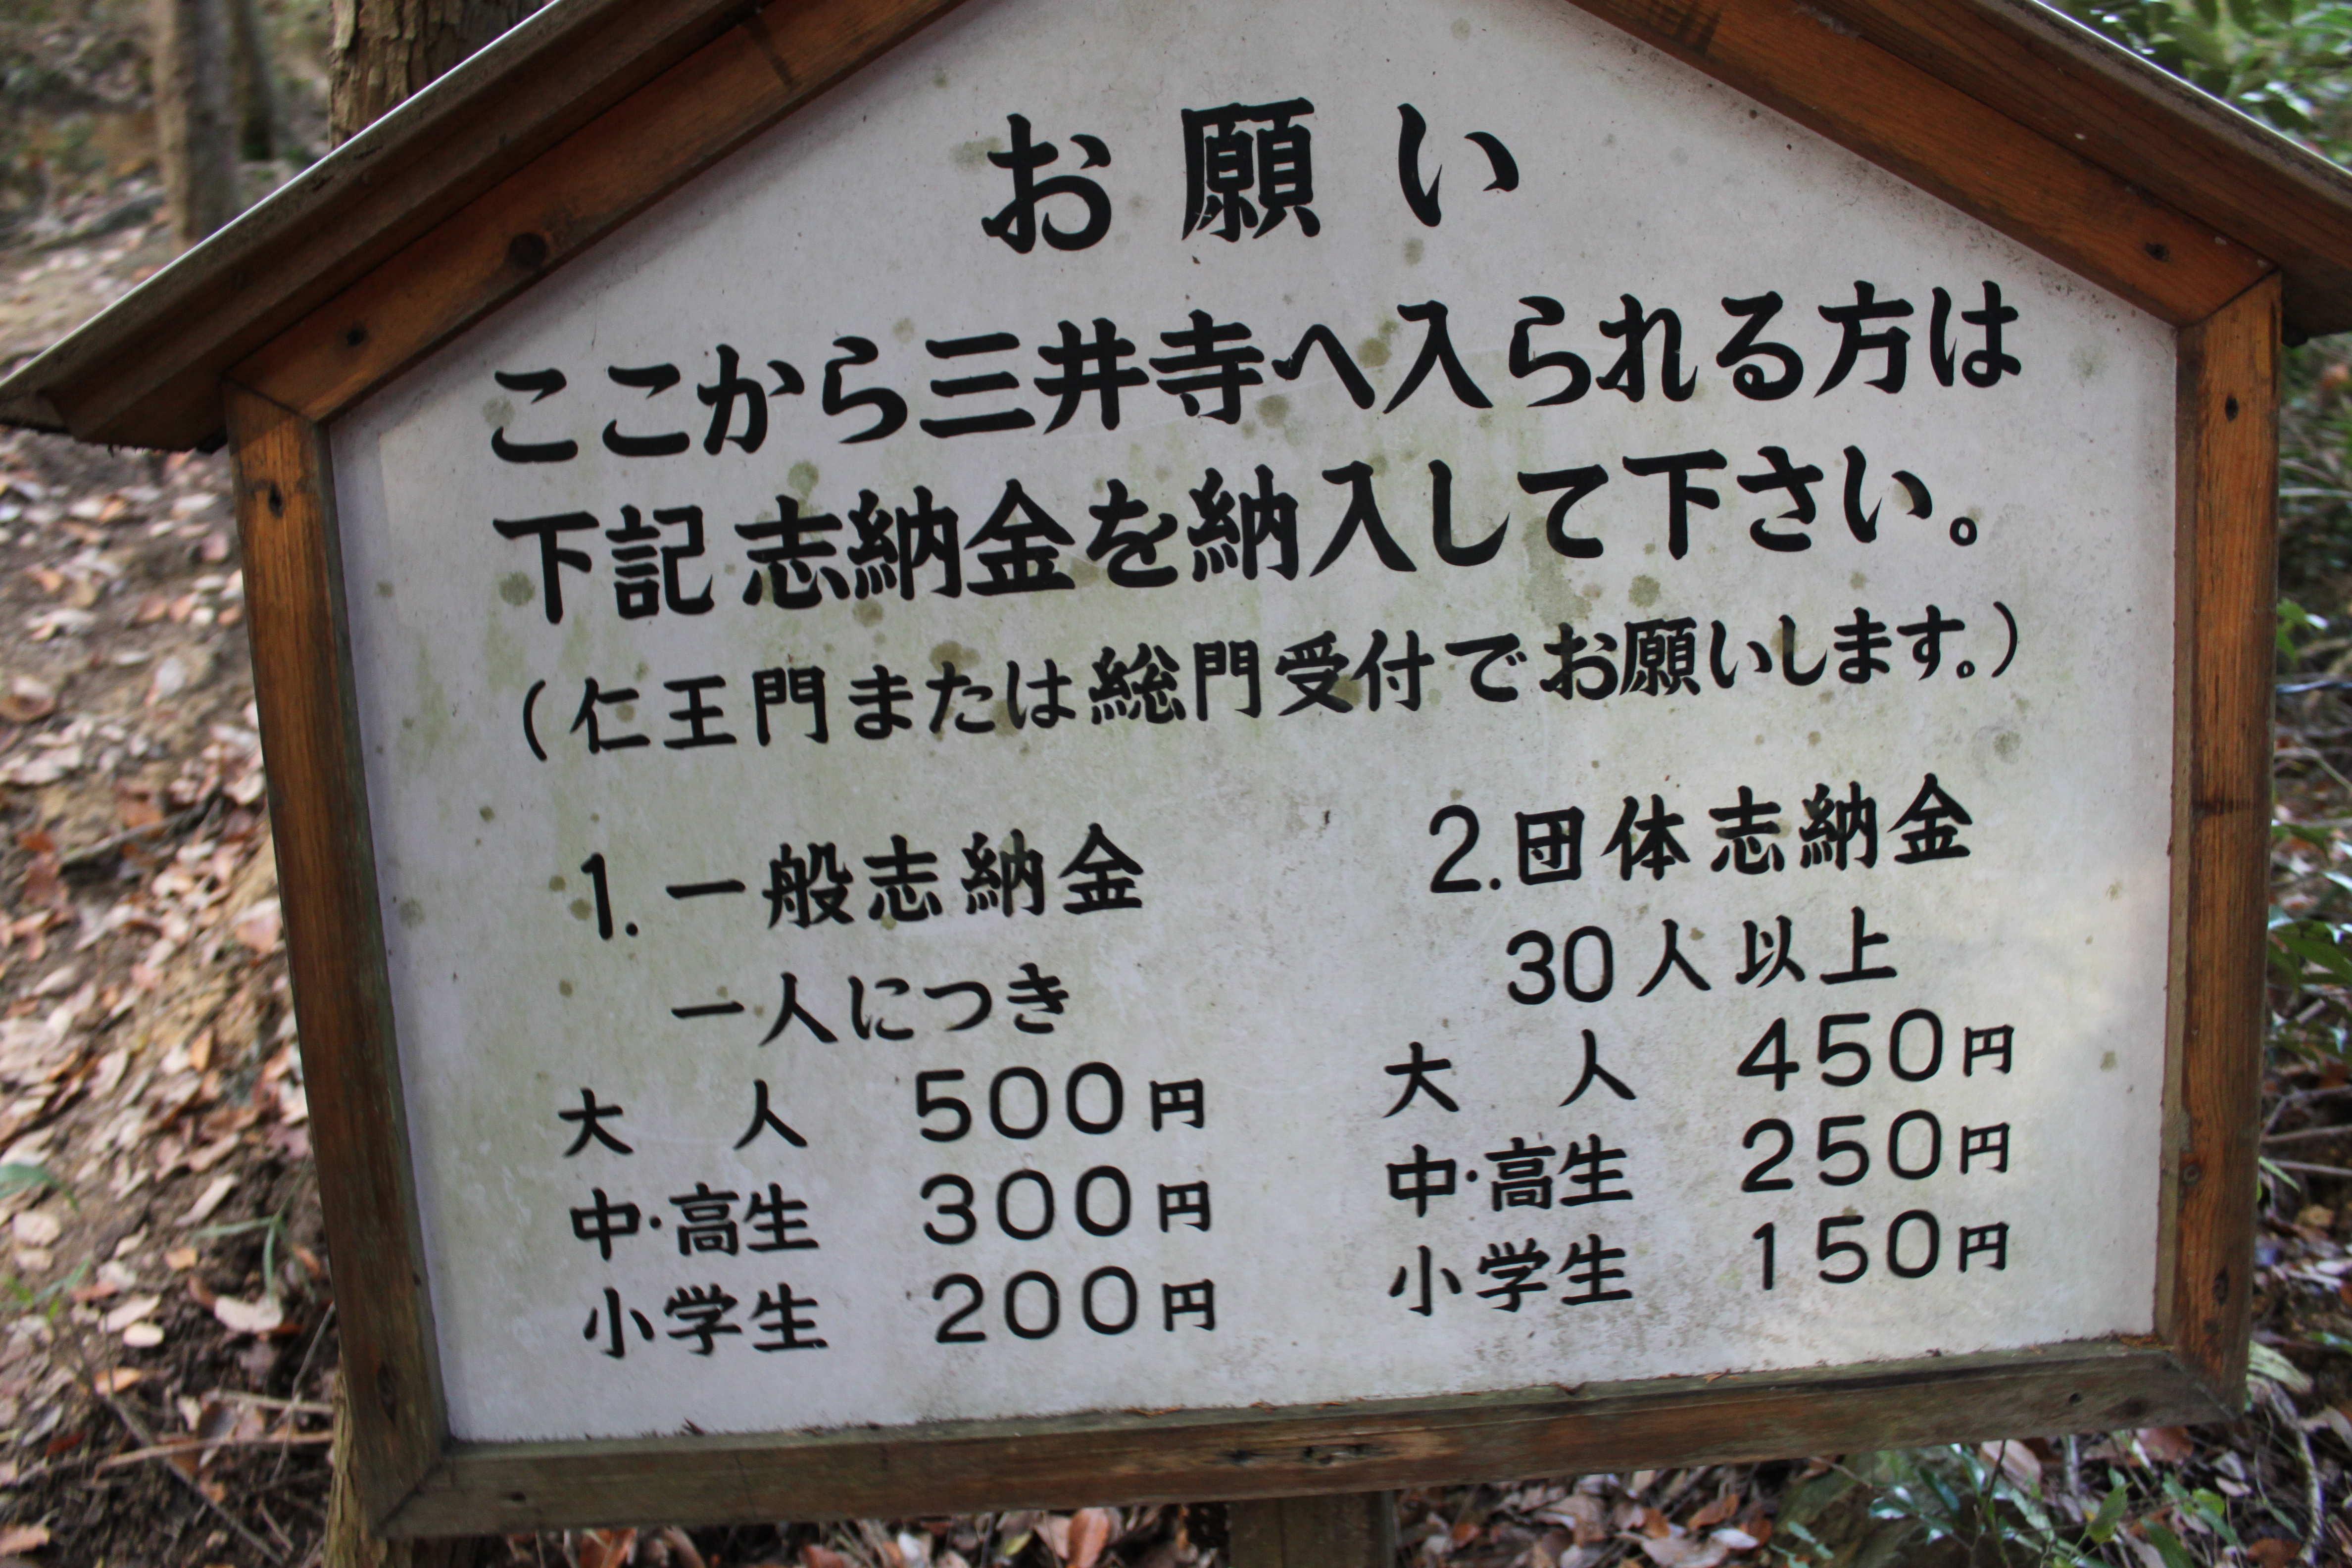 お願い
ここから三井寺へ入られる方は
下記志納金を納入して下さい。
（仁王門または総門受付でお願いします。）
1. 一般志納金
一人につき
大人 500円
中・高生 300円
小学生 200円
2. 団体志納金
30人以上
大人 450円
中・高生 250円
小学生 150円